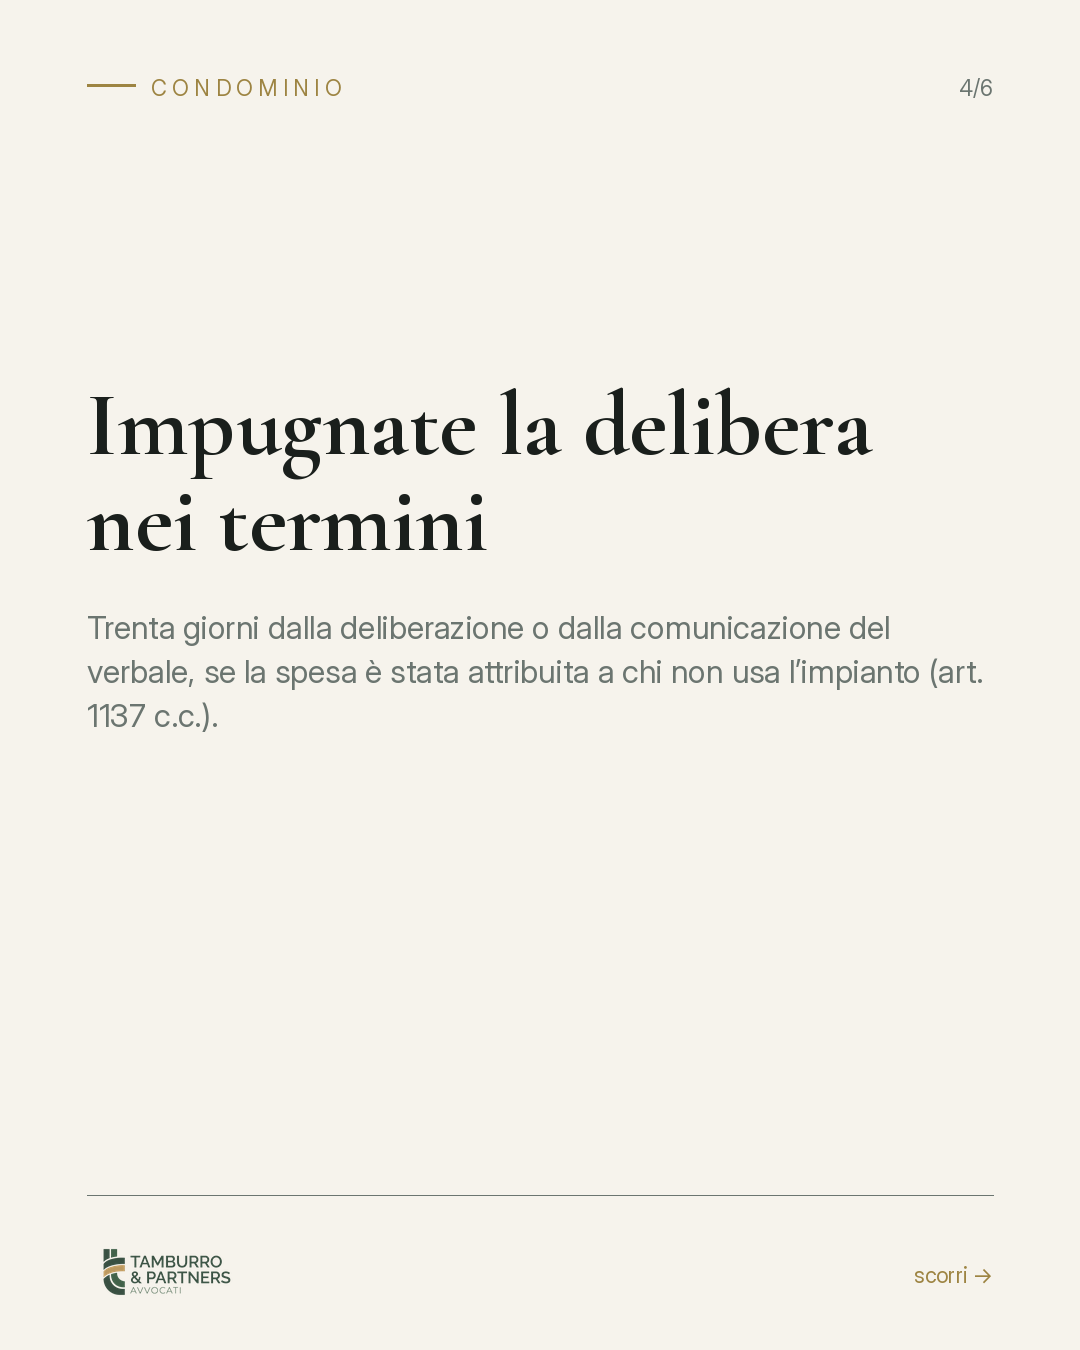 CONDOMINIO
4/6
Impugnate la delibera
nei termini
Trenta giorni dalla deliberazione o dalla comunicazione del
verbale, se la spesa è stata attribuita a chi non usa l’impianto (art.
1137 c.c.).
TAMBURRO
& PARTNERS
AVVOCATI
scorri →